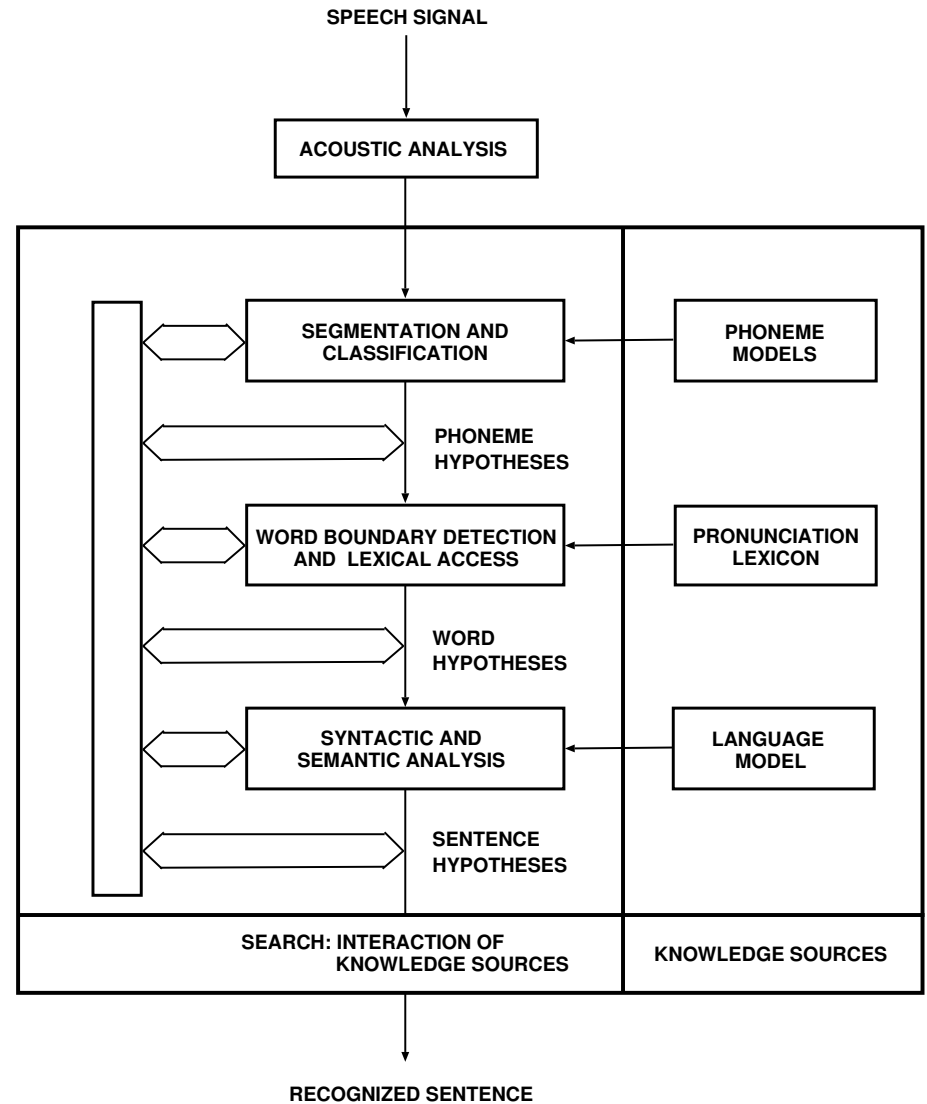 SPEECH SIGNAL
ACOUSTIC ANALYSIS
SEGMENTATION AND
CLASSIFICATION
PHONEME
MODELS
PHONEME
HYPOTHESES
WORD BOUNDARY DETECTION
AND LEXICAL ACCESS
PRONUNCIATION
LEXICON
WORD
HYPOTHESES
SYNTACTIC AND
SEMANTIC ANALYSIS
LANGUAGE
MODEL
SENTENCE
HYPOTHESES
SEARCH: INTERACTION OF
KNOWLEDGE SOURCES
KNOWLEDGE SOURCES
RECOGNIZED SENTENCE